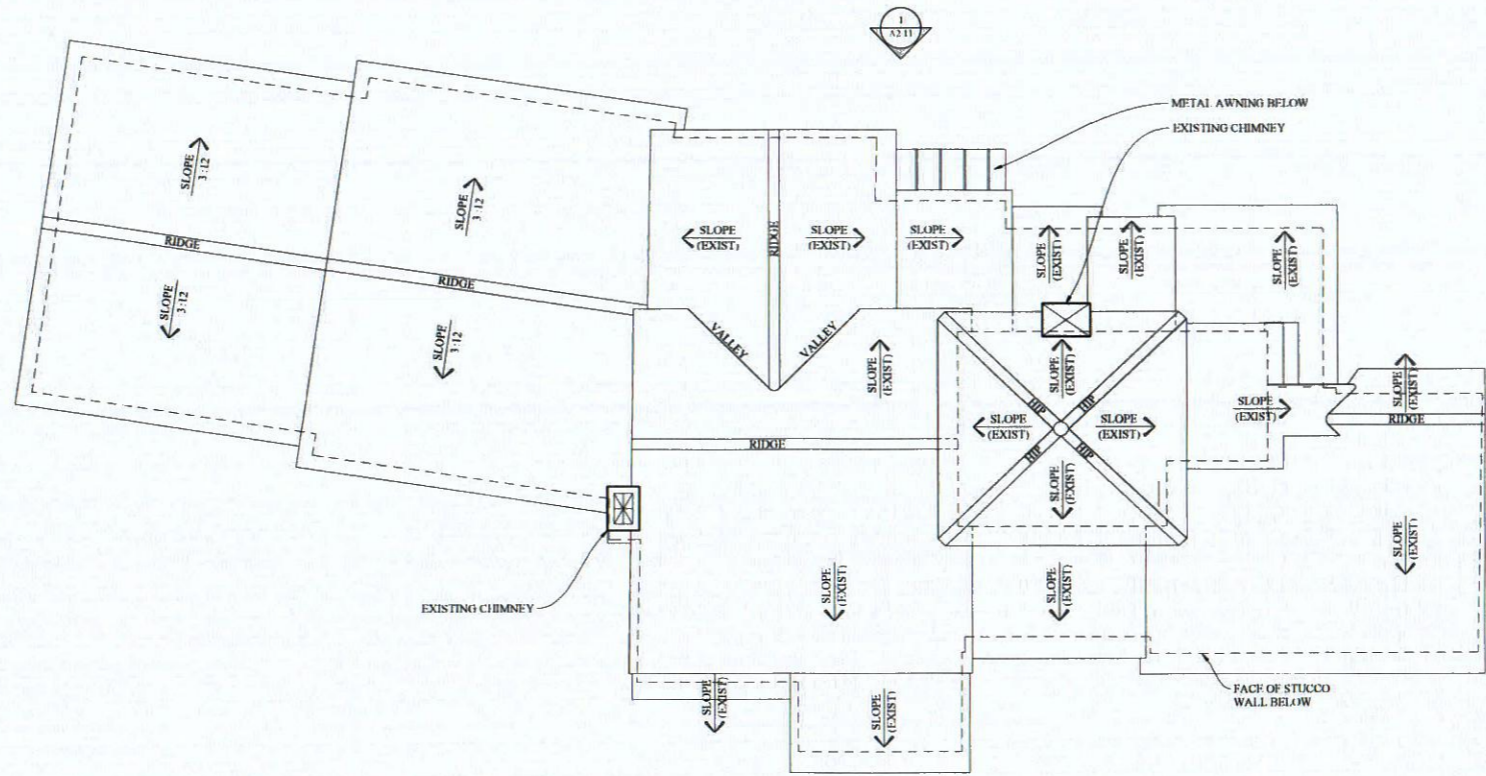 1
A2 11
METAL AWNING BELOW
EXISTING CHIMNEY
SLOPE
3:12
SLOPE
3:12
RIDGE
SLOPE
3:12
RIDGE
SLOPE
3:12
SLOPE
(EXIST)
RIDGE
SLOPE
(EXIST)
SLOPE
(EXIST)
SLOPE
(EXIST)
SLOPE
(EXIST)
SLOPE
(EXIST)
VALLEY
VALLEY
SLOPE
(EXIST)
SLOPE
(EXIST)
HIP
HIP
SLOPE
(EXIST)
SLOPE
(EXIST)
HIP
HIP
SLOPE
(EXIST)
SLOPE
(EXIST)
SLOPE
(EXIST)
RIDGE
RIDGE
SLOPE
(EXIST)
EXISTING CHIMNEY
SLOPE
(EXIST)
SLOPE
(EXIST)
SLOPE
(EXIST)
SLOPE
(EXIST)
FACE OF STUCCO
WALL BELOW